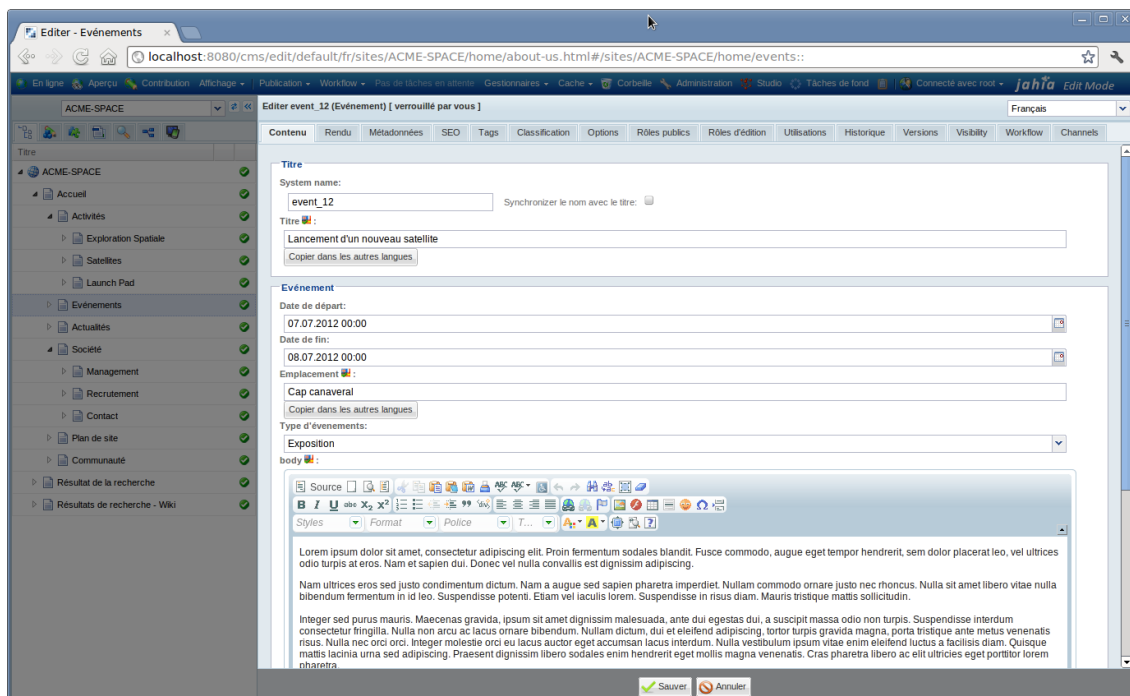 Editer - Evénements
localhost:8080/cms/edit/default/fr/sites/ACME-SPACE/home/about-us.html#/sites/ACME-SPACE/home/events::
En ligne Aperçu Contribution Affichage Publication Workflow Pas de tâches en attente Gestionnaires Cache Corbeille Administration Studio Tâches de fond Connecté avec root jahia Edit Mode
ACME-SPACE
Editer event_12 (Evénement) [ verrouillé par vous ]
Français
Contenu Rendu Métadonnées SEO Tags Classification Options Rôles publics Rôles d'édition Utilisations Historique Versions Visibility Workflow Channels
Titre
ACME-SPACE
Accueil
Activités
Exploration Spatiale
Satellites
Launch Pad
Evénements
Actualités
Société
Management
Recrutement
Contact
Plan de site
Communauté
Résultat de la recherche
Résultats de recherche - Wiki
Titre
System name:
event_12
Synchronizer le nom avec le titre:
Titre :
Lancement d'un nouveau satellite
Copier dans les autres langues
Evénement
Date de départ:
07.07.2012 00:00
Date de fin:
08.07.2012 00:00
Emplacement :
Cap canaveral
Copier dans les autres langues
Type d'évenements:
Exposition
body :
Source
Styles Format Police T...
Lorem ipsum dolor sit amet, consectetur adipiscing elit. Proin fermentum sodales blandit. Fusce commodo, augue eget tempor hendrerit, sem dolor placerat leo, vel ultrices
odio turpis at eros. Nam et sapien dui. Donec vel nulla convallis est dignissim adipiscing.
Nam ultrices eros sed justo condimentum dictum. Nam a augue sed sapien pharetra imperdiet. Nullam commodo ornare justo nec rhoncus. Nulla sit amet libero vitae nulla
bibendum fermentum in id leo. Suspendisse potenti. Etiam vel iaculis lorem. Suspendisse in risus diam. Mauris tristique mattis sollicitudin.
Integer sed purus mauris. Maecenas gravida, ipsum sit amet dignissim malesuada, ante dui egestas dui, a suscipit massa odio non turpis. Suspendisse interdum
consectetur fringilla. Nulla non arcu ac lacus ornare bibendum. Nullam dictum, dui et eleifend adipiscing, tortor turpis gravida magna, porta tristique ante metus venenatis
risus. Nulla nec orci orci. Integer molestie orci eu lacus auctor eget accumsan lacus interdum. Nulla vestibulum ipsum vitae enim eleifend luctus a facilisis diam. Quisque
mattis lacinia urna sed adipiscing. Praesent dignissim libero sodales enim hendrerit eget mollis magna venenatis. Cras pharetra libero ac elit ultricies eget porttitor lorem
pharetra.
Sauver Annuler